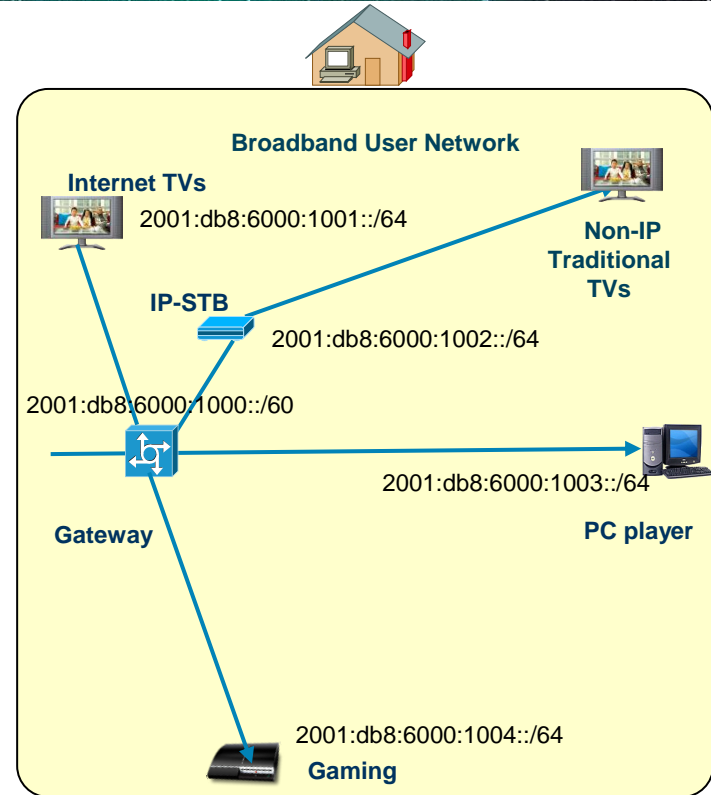 Broadband User Network
Internet TVs
2001:db8:6000:1001::/64
Non-IP
Traditional
TVs
IP-STB
2001:db8:6000:1002::/64
2001:db8:6000:1000::/60
2001:db8:6000:1003::/64
Gateway
PC player
2001:db8:6000:1004::/64
Gaming